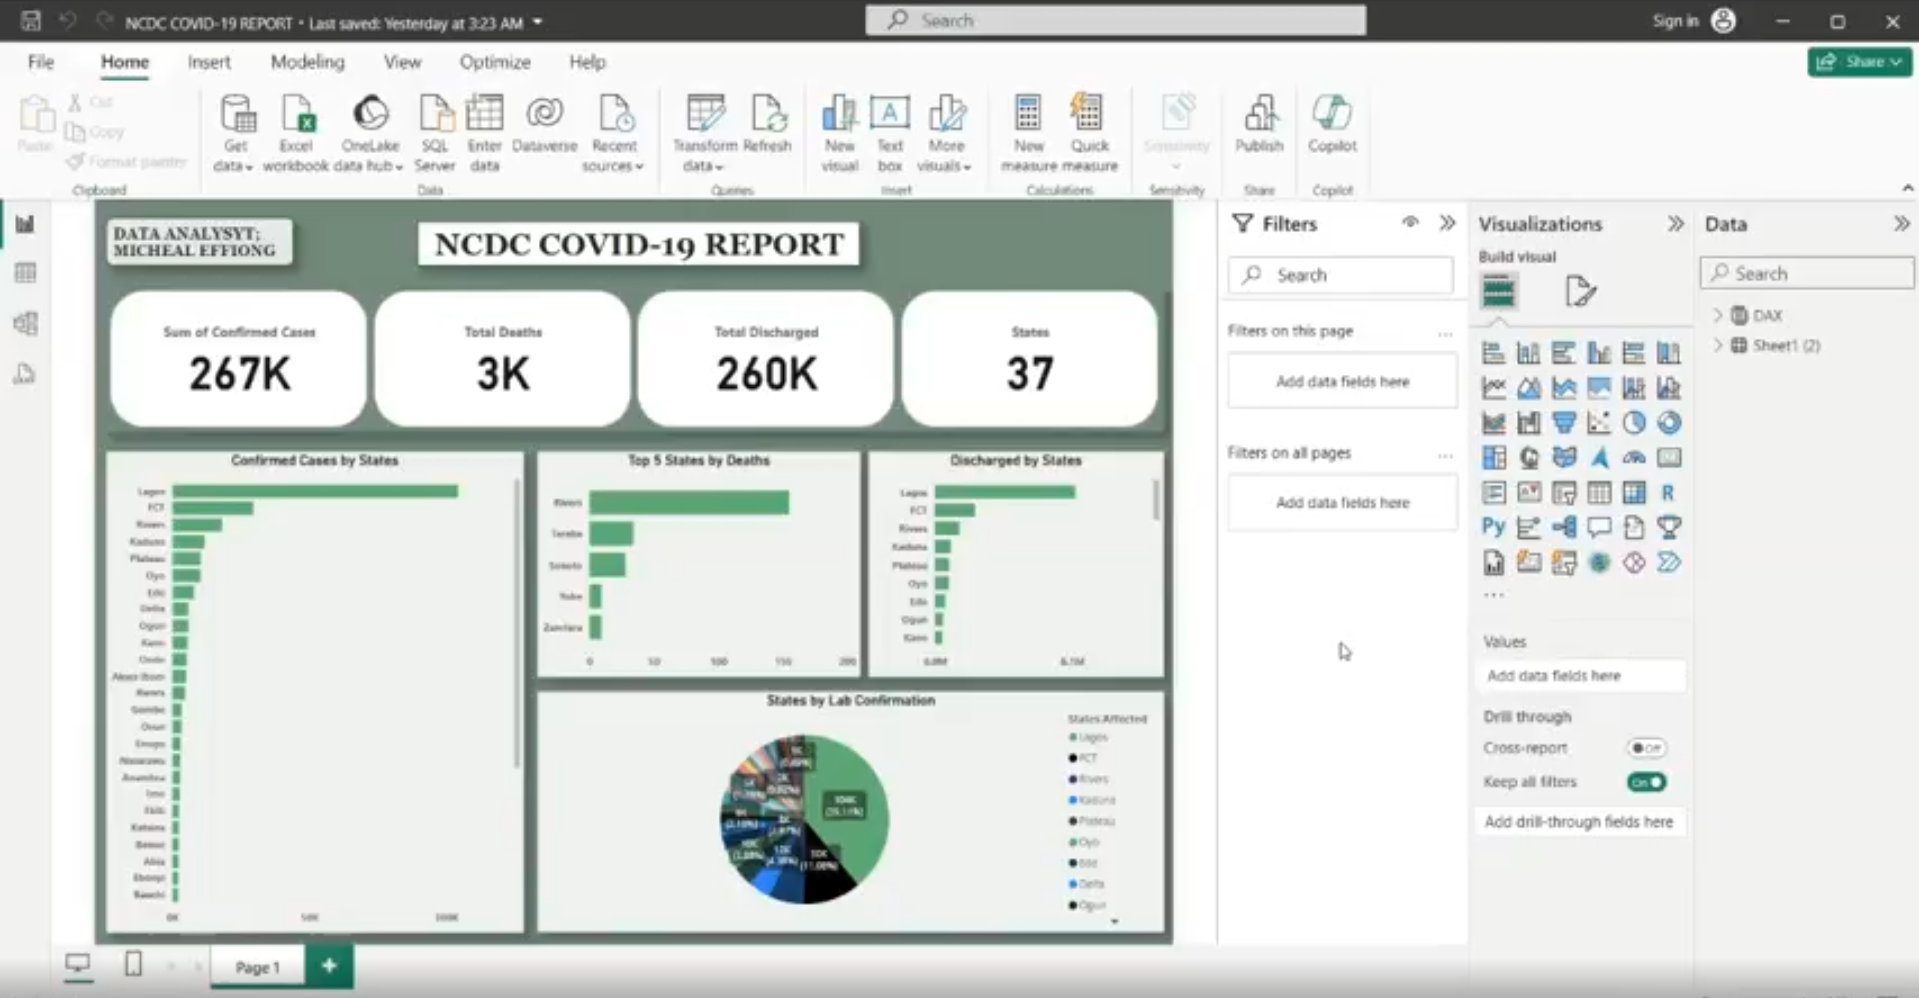 NCDC COVID-19 REPORT • Last saved: Yesterday at 3:23 AM
Search
Sign in
File
Home
Insert
Modeling
View
Optimize
Help
Share
Paste
Cut
Copy
Format painter
Clipboard
Get data
Excel workbook
OneLake data hub
SQL Server
Enter data
Dataverse
Recent sources
Data
Transform data
Refresh
Queries
New visual
Text box
More visuals
Insert
New measure
Quick measure
Calculations
Sensitivity
Sensitivity
Publish
Share
Copilot
Copilot
DATA ANALYSYT;
MICHEAL EFFIONG
NCDC COVID-19 REPORT
Sum of Confirmed Cases
267K
Total Deaths
3K
Total Discharged
260K
States
37
Confirmed Cases by States
Lagos
FCT
Rivers
Kaduna
Plateau
Oyo
Edo
Delta
Ogun
Kano
Ondo
Akwa Ibom
Kwara
Gombe
Osun
Enugu
Nasarawa
Anambra
Imo
Ekiti
Katsina
Benue
Abia
Ebonyi
Bauchi
0K
50K
100K
Top 5 States by Deaths
Rivers
Taraba
Sokoto
Yobe
Zamfara
0
50
100
150
200
Discharged by States
Lagos
FCT
Rivers
Kaduna
Plateau
Oyo
Edo
Ogun
Kano
0.0M
0.1M
States by Lab Confirmation
104K
(39.11%)
(11.08%)
States Affected
Lagos
FCT
Rivers
Kaduna
Plateau
Oyo
Edo
Delta
Ogun
Filters
Search
Filters on this page
...
Add data fields here
Filters on all pages
...
Add data fields here
Visualizations
Build visual
R
Py
...
Values
Add data fields here
Drill through
Cross-report
Off
Keep all filters
On
Add drill-through fields here
Data
Search
DAX
Sheet1 (2)
Page 1